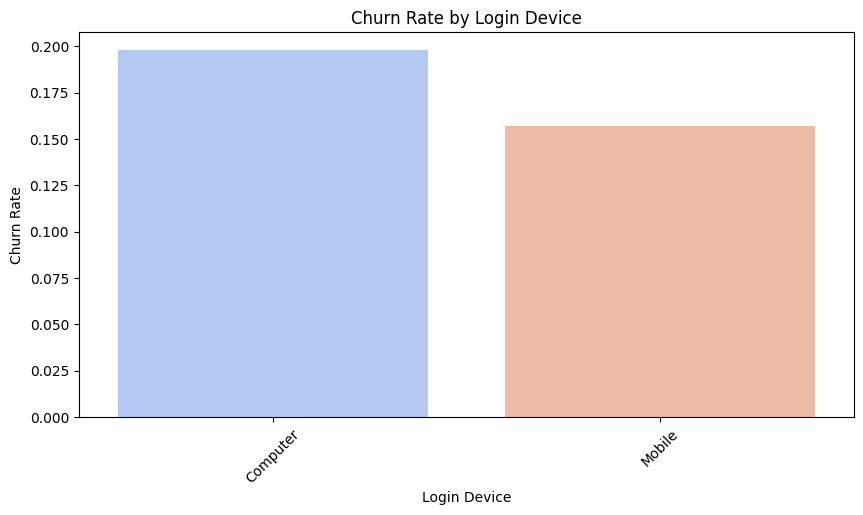 Churn Rate by Login Device
Churn Rate
0.200
0.175
0.150
0.125
0.100
0.075
0.050
0.025
0.000
Computer
Mobile
Login Device